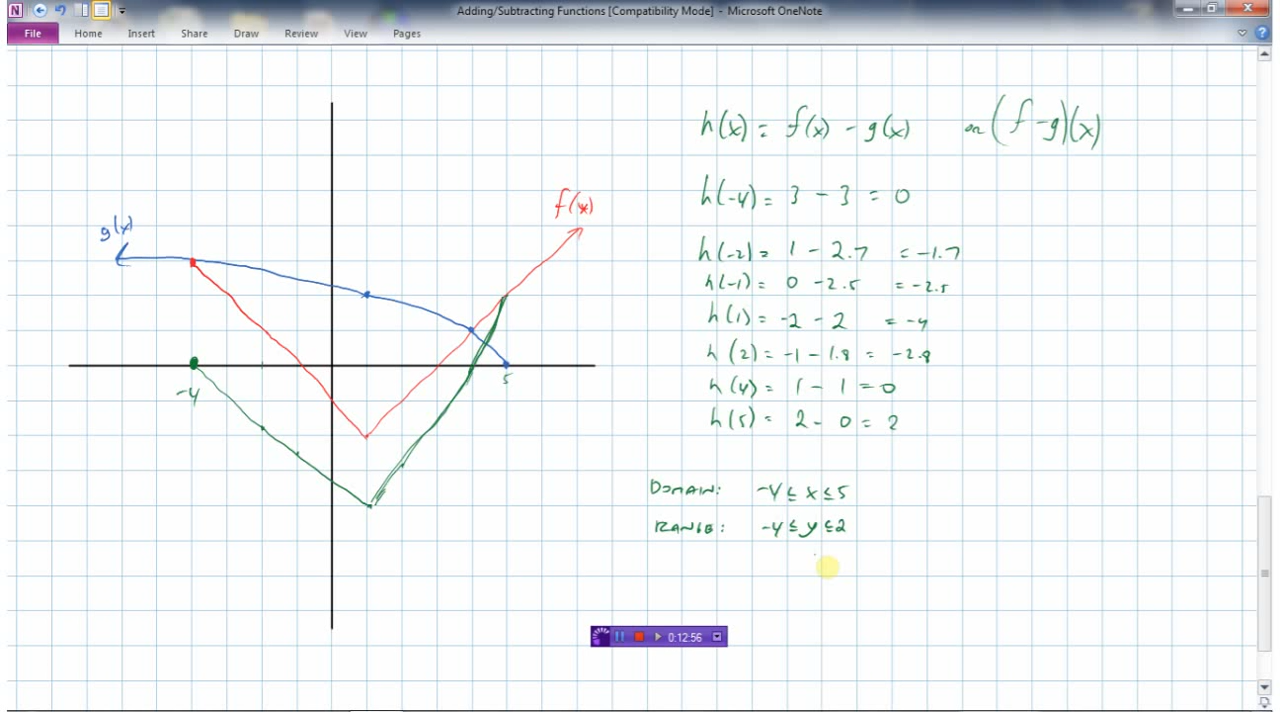 Adding/Subtracting Functions [Compatibility Mode] - Microsoft OneNote
File Home Insert Share Draw Review View Pages
h(x) = f(x) - g(x) or (f - g)(x)
h(-4) = 3 - 3 = 0
h(-2) = 1 - 2.7 = -1.7
h(-1) = 0 - 2.5 = -2.5
h(1) = -2 - 2 = -4
h(2) = -1 - 1.8 = -2.8
h(4) = 1 - 1 = 0
h(5) = 2 - 0 = 2
DOMAIN: -4 ≤ x ≤ 5
RANGE: -4 ≤ y ≤ 2
g(x)
f(x)
-4
5
0:12:56